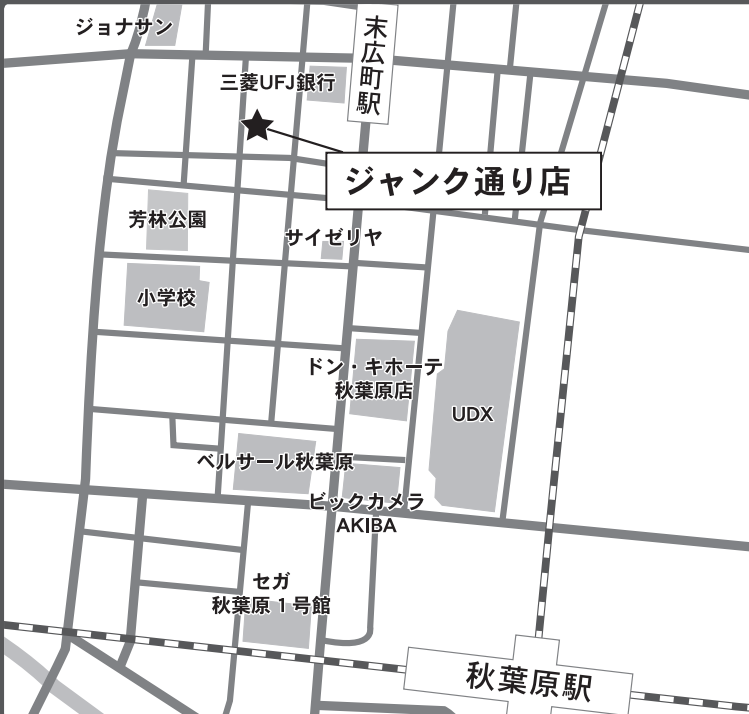 ジョナサン
末広町駅
三菱UFJ銀行
ジャンク通り店
芳林公園
サイゼリヤ
小学校
ドン・キホーテ
秋葉原店
UDX
ベルサール秋葉原
ビックカメラ
AKIBA
セガ
秋葉原1号館
秋葉原駅